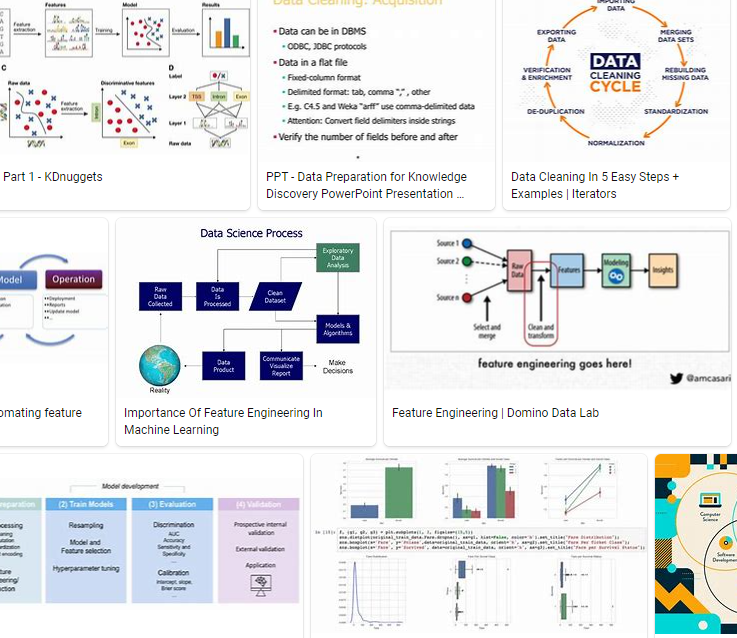 Features
Model
Results
Feature
extraction
Training
Evaluation
C
Raw data
Discriminative features
Feature
extraction
Intron
Exon
D
Label
Layer 2
TSS
Intron
Exon
Layer 1
Raw data
Part 1 - KDnuggets
Data Cleaning: Acquisition
Data can be in DBMS
ODBC, JDBC protocols
Data in a flat file
Fixed-column format
Delimited format: tab, comma ",", other
E.g. C4.5 and Weka "arff" use comma-delimited data
Attention: Convert field delimiters inside strings
Verify the number of fields before and after
PPT - Data Preparation for Knowledge
Discovery PowerPoint Presentation ...
IMPORTING
DATA
MERGING
DATA SETS
REBUILDING
MISSING DATA
STANDARDIZATION
NORMALIZATION
DE-DUPLICATION
VERIFICATION
& ENRICHMENT
EXPORTING
DATA
DATA
CLEANING
CYCLE
Data Cleaning In 5 Easy Steps +
Examples | Iterators
Model
Operation
Deployment
Reports
Update model
omating feature
Data Science Process
Exploratory
Data
Analysis
Raw
Data
Collected
Data
Is
Processed
Clean
Dataset
Models &
Algorithms
Data
Product
Communicate
Visualize
Report
Make
Decisions
Reality
Importance Of Feature Engineering In
Machine Learning
Source 1
Source 2
Source n
Raw
Data
Features
Modeling
Insights
Select and
merge
Clean and
transform
feature engineering goes here!
@amcasari
Feature Engineering | Domino Data Lab
Model development
(2) Train Models
Resampling
Model and
Feature selection
Hyperparameter tuning
(3) Evaluation
Discrimination
AUC
Accuracy
Sensitivity and
Specificity
Calibration
Intercept, slope,
Brier score
(4) Validation
Prospective internal
validation
External validation
Application
Computer
Science
Software
Developmen